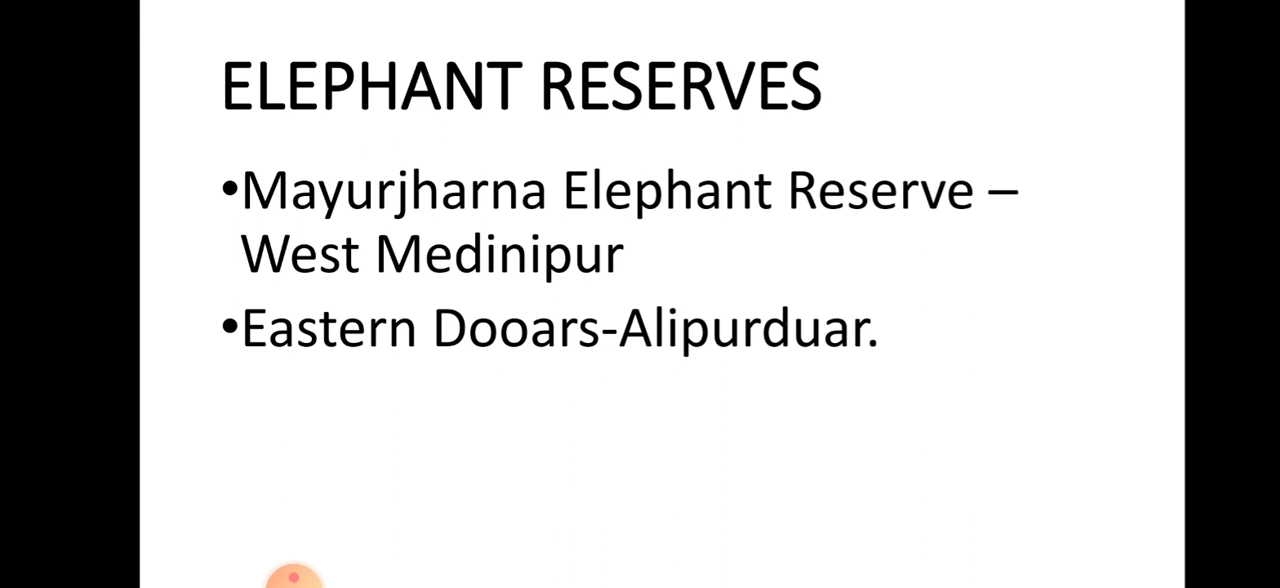 ELEPHANT RESERVES
•Mayurjharna Elephant Reserve –
West Medinipur
•Eastern Dooars-Alipurduar.